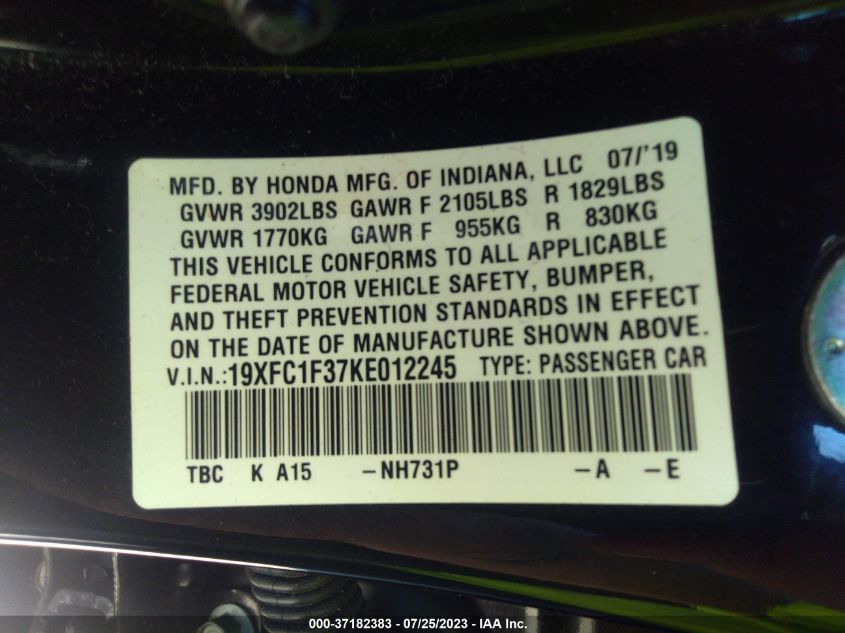 MFD. BY HONDA MFG. OF INDIANA, LLC 07/'19
GVWR 3902LBS GAWR F 2105LBS R 1829LBS
GVWR 1770KG GAWR F 955KG R 830KG
THIS VEHICLE CONFORMS TO ALL APPLICABLE
FEDERAL MOTOR VEHICLE SAFETY, BUMPER,
AND THEFT PREVENTION STANDARDS IN EFFECT
ON THE DATE OF MANUFACTURE SHOWN ABOVE.
V.I.N.:19XFC1F37KE012245 TYPE: PASSENGER CAR
TBC K A15 –NH731P –A –E
000-37182383 / 07/25/2023 - IAA Inc.